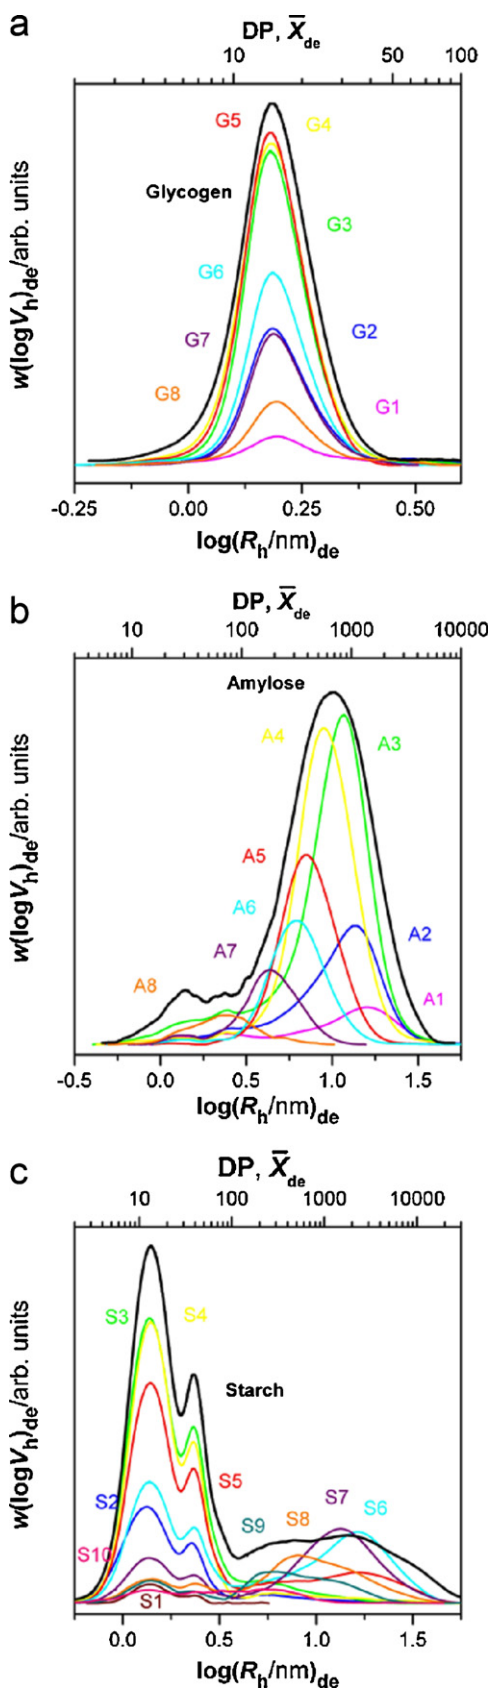 a
DP, X̅de
10 50 100
w(logVh)de/arb. units
G5 G4
Glycogen
G3
G6
G7 G2
G8 G1
-0.25 0.00 0.25 0.50
log(Rh/nm)de
b
DP, X̅de
10 100 1000 10000
w(logVh)de/arb. units
Amylose
A4 A3
A5
A6
A7 A2
A8
A1
-0.5 0.0 0.5 1.0 1.5
log(Rh/nm)de
c
DP, X̅de
10 100 1000 10000
w(logVh)de/arb. units
S3 S4
Starch
S5
S2 S9 S8 S7 S6
S10
S1
0.0 0.5 1.0 1.5
log(Rh/nm)de